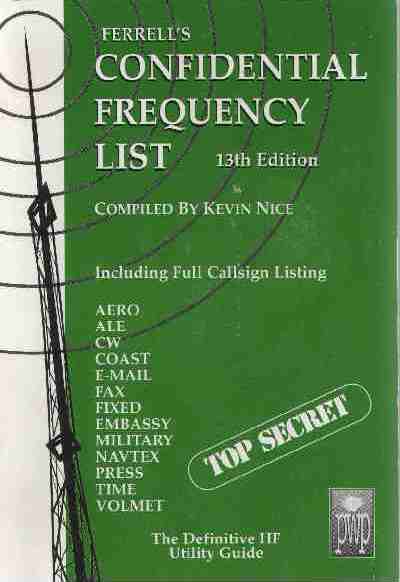 FERRELL'S
CONFIDENTIAL
FREQUENCY
LIST 13th Edition
COMPILED BY KEVIN NICE
Including Full Callsign Listing
AERO
ALE
CW
COAST
E-MAIL
FAX
FIXED
EMBASSY
MILITARY
NAVTEX
PRESS
TIME
VOLMET
TOP SECRET
pwp
The Definitive HF
Utility Guide